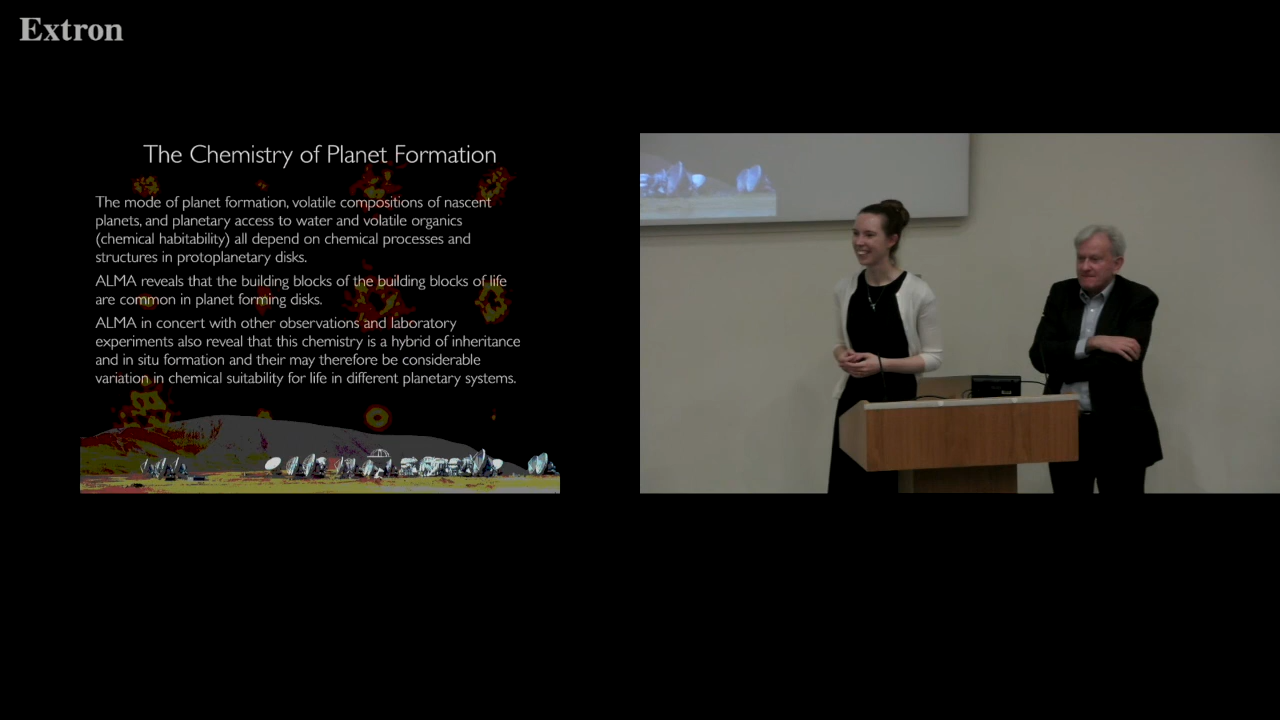 Extron
The Chemistry of Planet Formation
The mode of planet formation, volatile compositions of nascent
planets, and planetary access to water and volatile organics
(chemical habitability) all depend on chemical processes and
structures in protoplanetary disks.
ALMA reveals that the building blocks of the building blocks of life
are common in planet forming disks.
ALMA in concert with other observations and laboratory
experiments also reveal that this chemistry is a hybrid of inheritance
and in situ formation and their may therefore be considerable
variation in chemical suitability for life in different planetary systems.